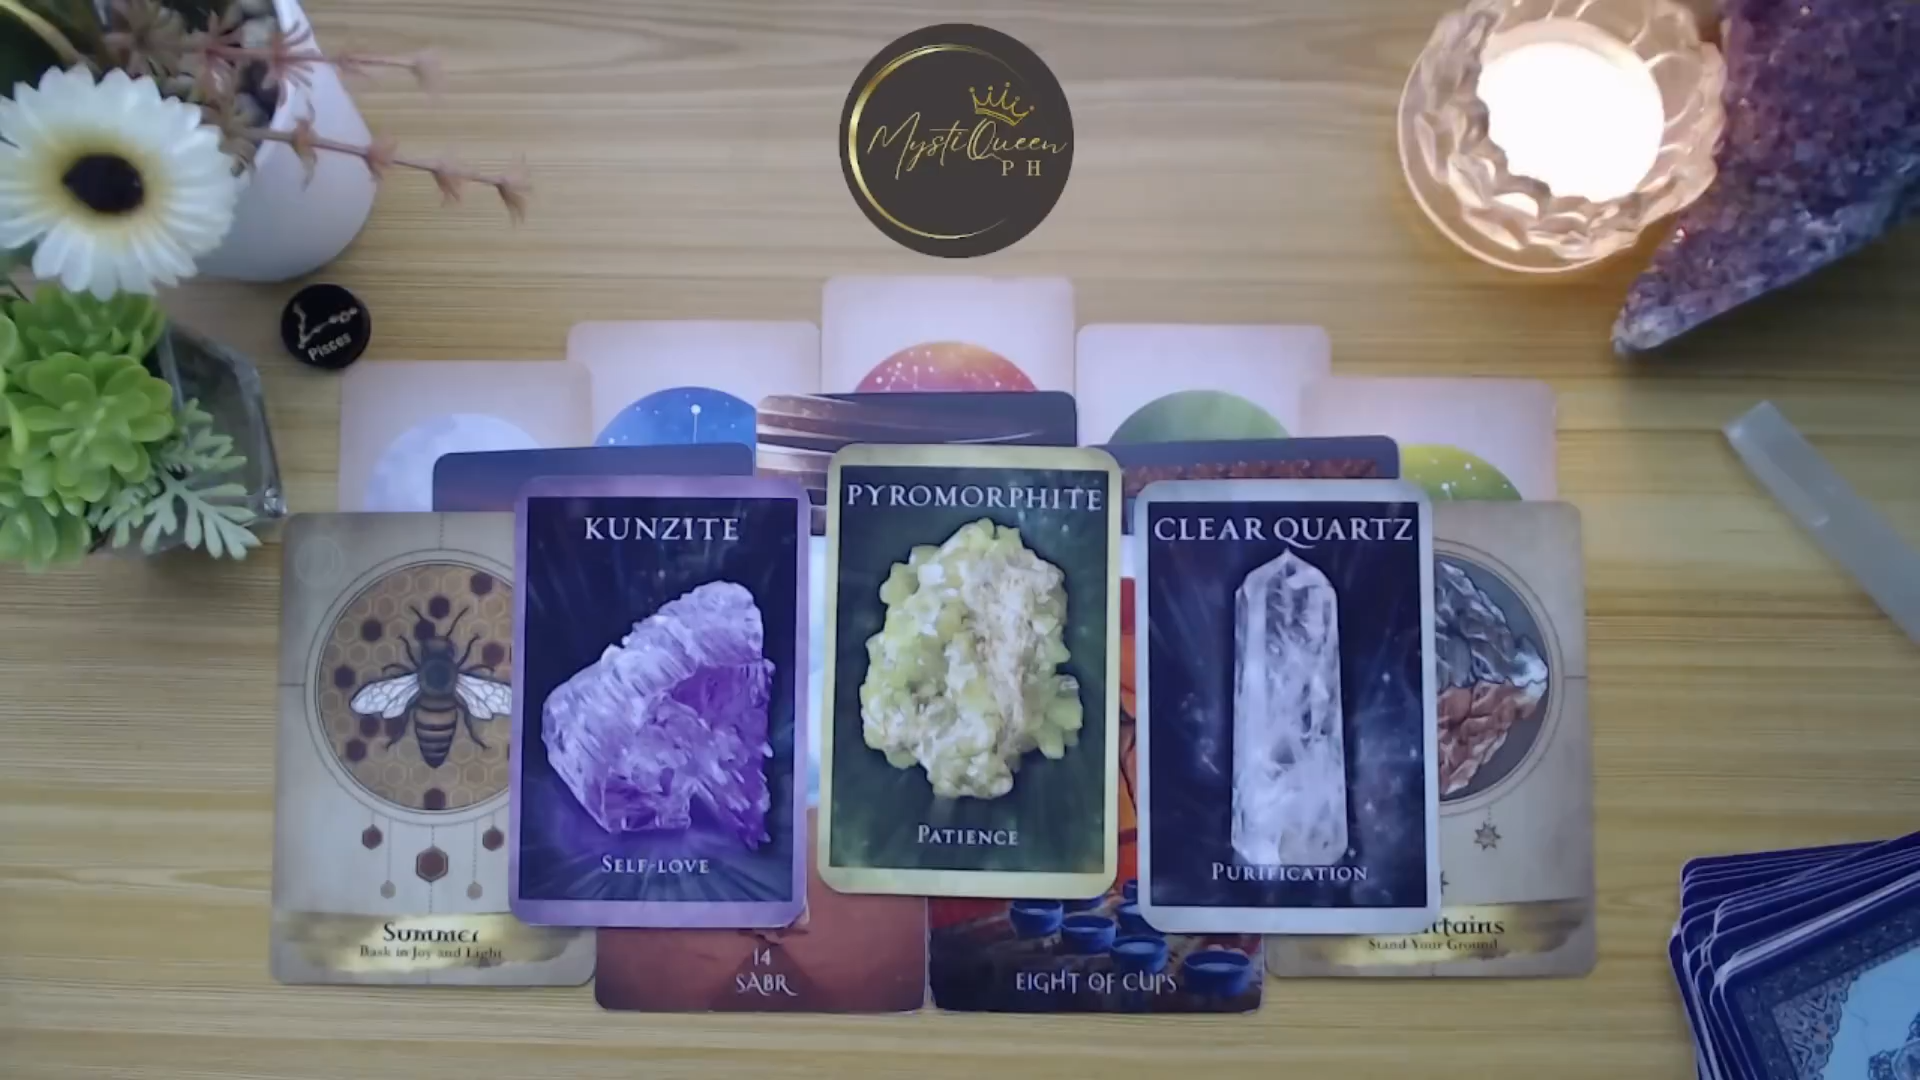 MystiQueen
PH
Pisces
KUNZITE
SELF-LOVE
PYROMORPHITE
PATIENCE
CLEAR QUARTZ
PURIFICATION
Summer
Bask in Joy and Light
14
SABR
EIGHT OF CUPS
Stand Your Ground